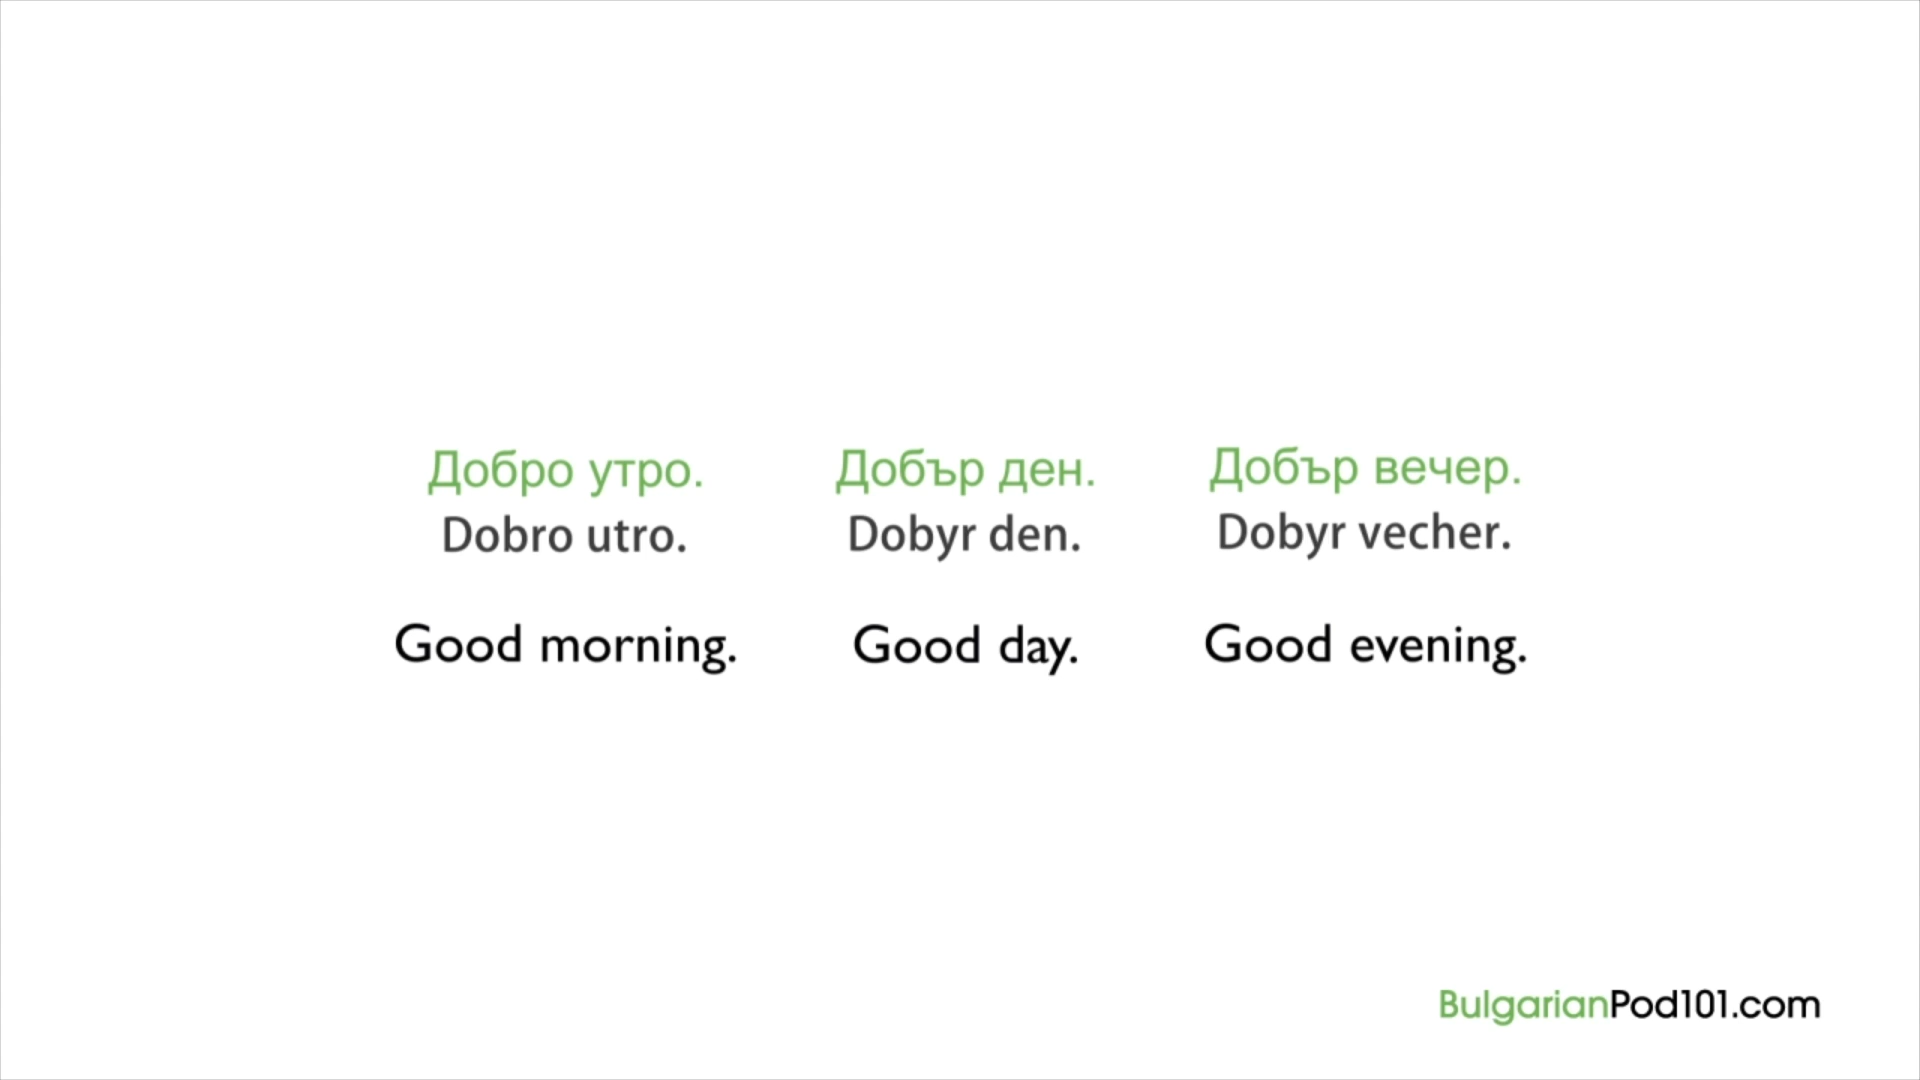 Добро утро.
Dobro utro.
Good morning.
Добър ден.
Dobyr den.
Good day.
Добър вечер.
Dobyr vecher.
Good evening.
BulgarianPod101.com